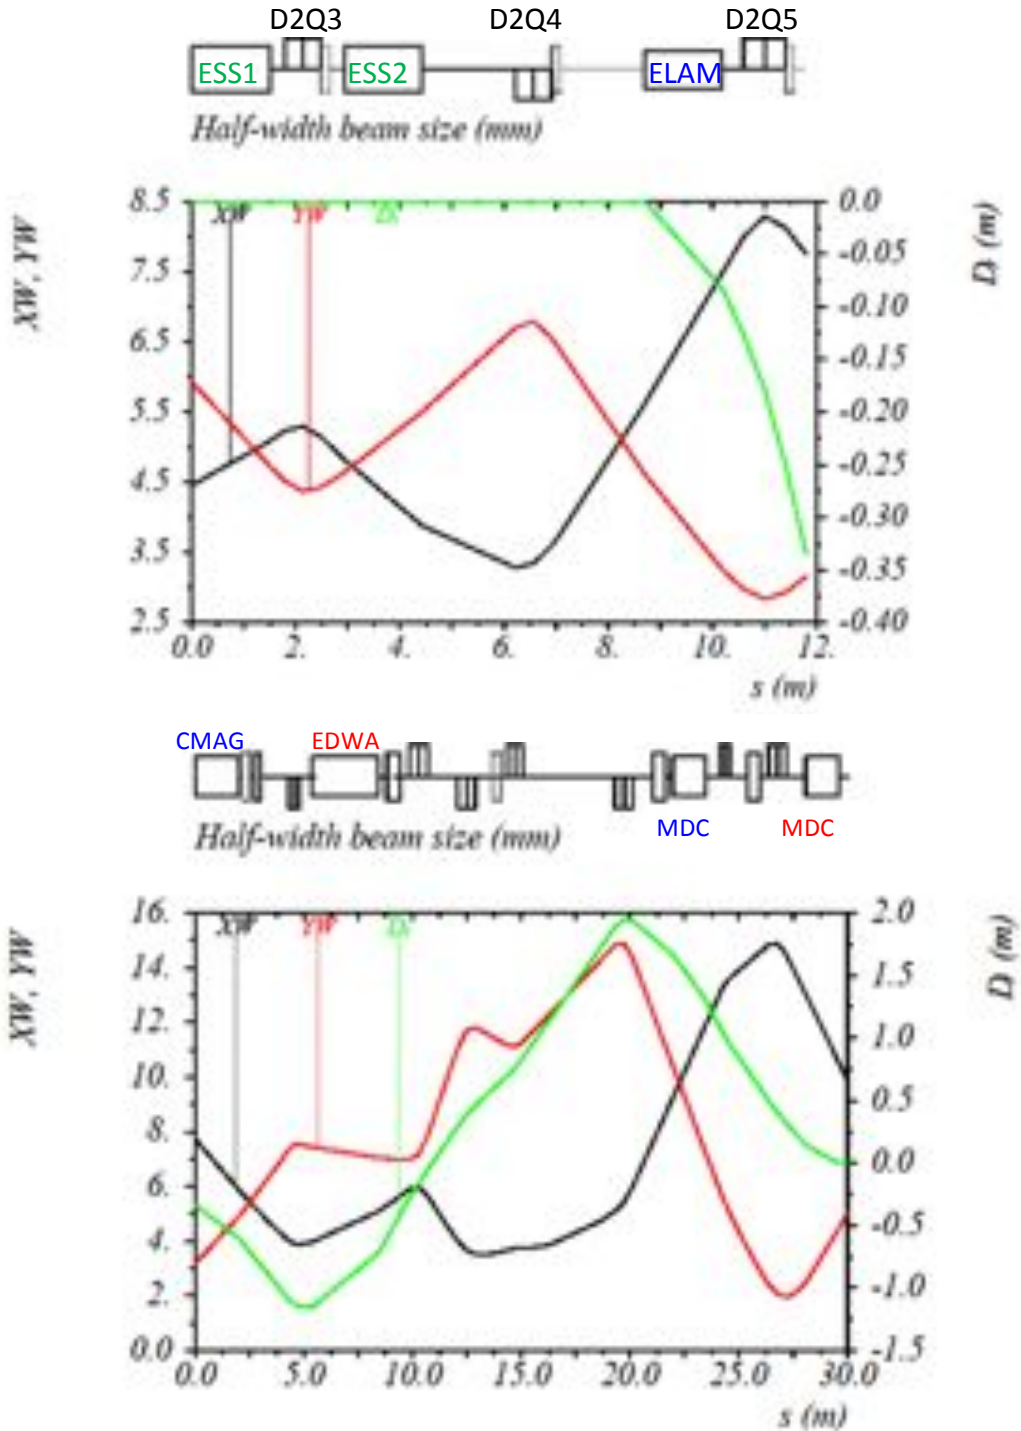 D2Q3 D2Q4 D2Q5
ESS1 ESS2 ELAM
Half-width beam size (mm)
8.5 0.0
XW YW
7.5 -0.05
-0.10
6.5 -0.15
5.5 -0.20
-0.25
4.5 -0.30
3.5 -0.35
2.5 -0.40
XW, YW
D (m)
0.0 2. 4. 6. 8. 10. 12.
s (m)
CMAG EDWA
MDC MDC
Half-width beam size (mm)
16. 2.0
XW YW
14. 1.5
12. 1.0
10. 0.5
8. 0.0
6. -0.5
4. -1.0
2.
0.0 -1.5
XW, YW
D (m)
0.0 5.0 10.0 15.0 20.0 25.0 30.0
s (m)